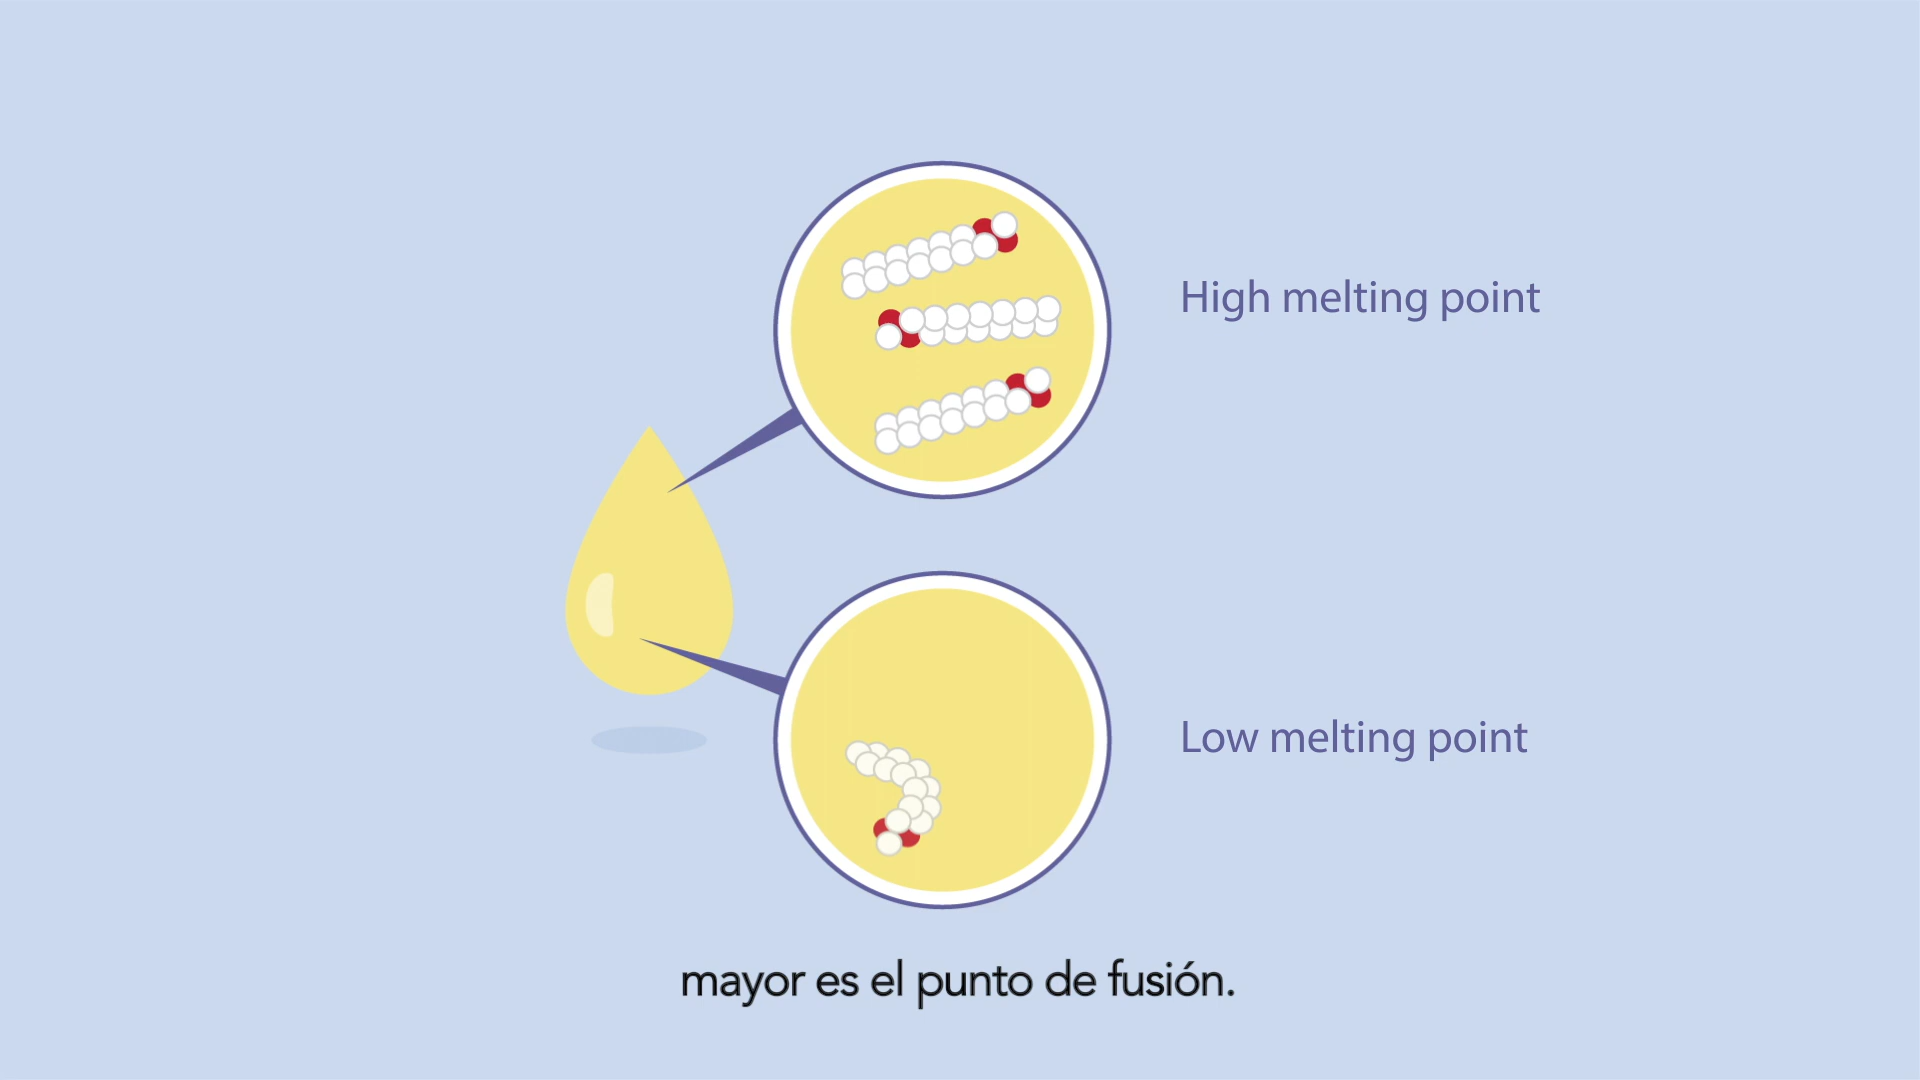 High melting point
Low melting point
mayor es el punto de fusión.